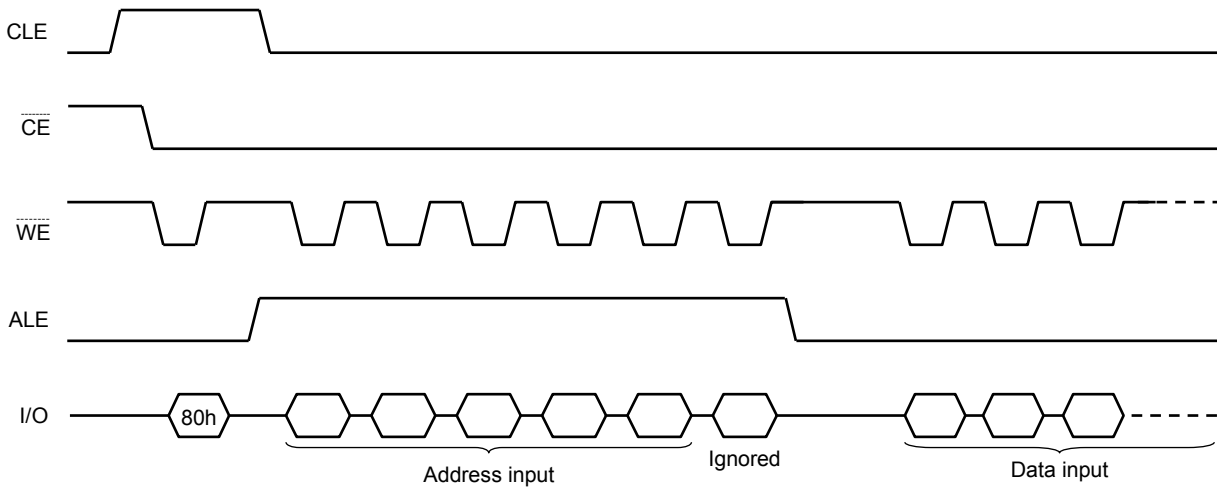 CLE
CE
WE
ALE
I/O
80h
Address input
Ignored
Data input